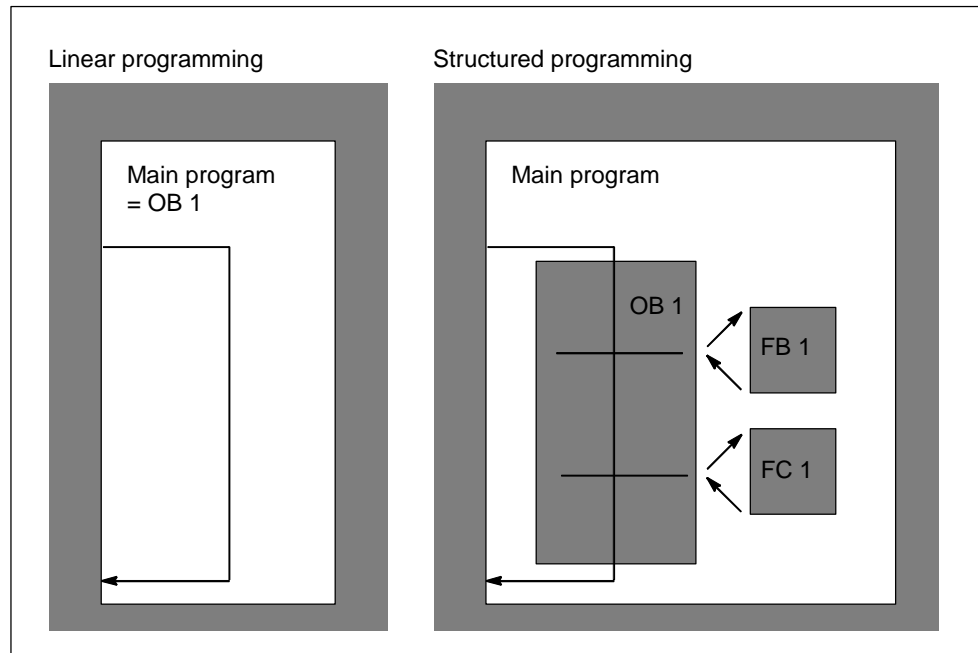 Linear programming
Main program
= OB 1
Structured programming
Main program
OB 1
FB 1
FC 1